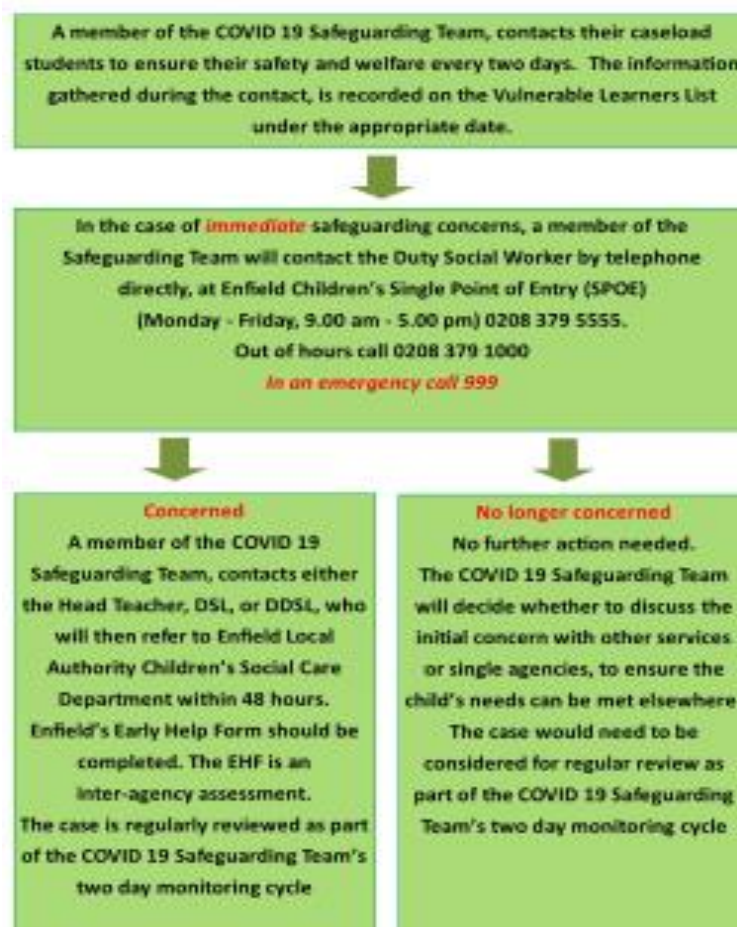 A member of the COVID 19 Safeguarding Team, contacts their caseload
students to ensure their safety and welfare every two days. The information
gathered during the contact, is recorded on the Vulnerable Learners List
under the appropriate date.
In the case of immediate safeguarding concerns, a member of the
Safeguarding Team will contact the Duty Social Worker by telephone
directly, at Enfield Children's Single Point of Entry (SPOE)
(Monday - Friday, 9.00 am - 5.00 pm) 0208 379 5555.
Out of hours call 0208 379 1000
In an emergency call 999
Concerned
A member of the COVID 19
Safeguarding Team, contacts either
the Head Teacher, DSL, or DDSL, who
will then refer to Enfield Local
Authority Children's Social Care
Department within 48 hours.
Enfield's Early Help Form should be
completed. The EHF is an
inter-agency assessment.
The case is regularly reviewed as part
of the COVID 19 Safeguarding Team's
two day monitoring cycle
No longer concerned
No further action needed.
The COVID 19 Safeguarding Team
will decide whether to discuss the
initial concern with other services
or single agencies, to ensure the
child's needs can be met elsewhere
The case would need to be
considered for regular review as
part of the COVID 19 Safeguarding
Team's two day monitoring cycle